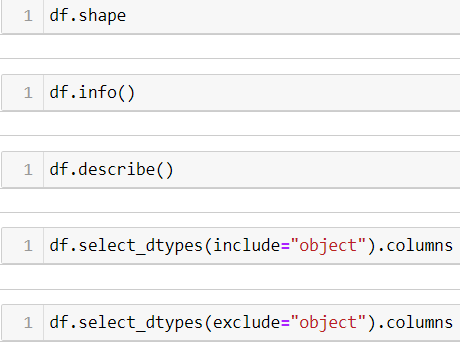 1 df.shape
1 df.info()
1 df.describe()
1 df.select_dtypes(include="object").columns
1 df.select_dtypes(exclude="object").columns